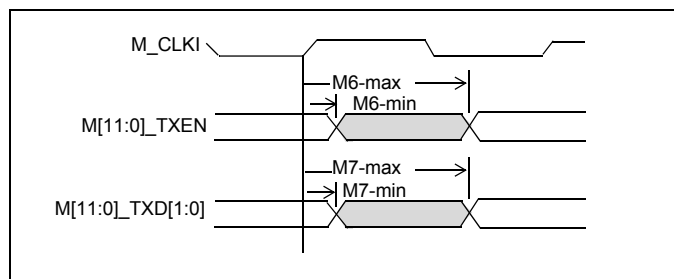 M_CLKI
M6-max
M6-min
M[11:0]_TXEN
M7-max
M7-min
M[11:0]_TXD[1:0]